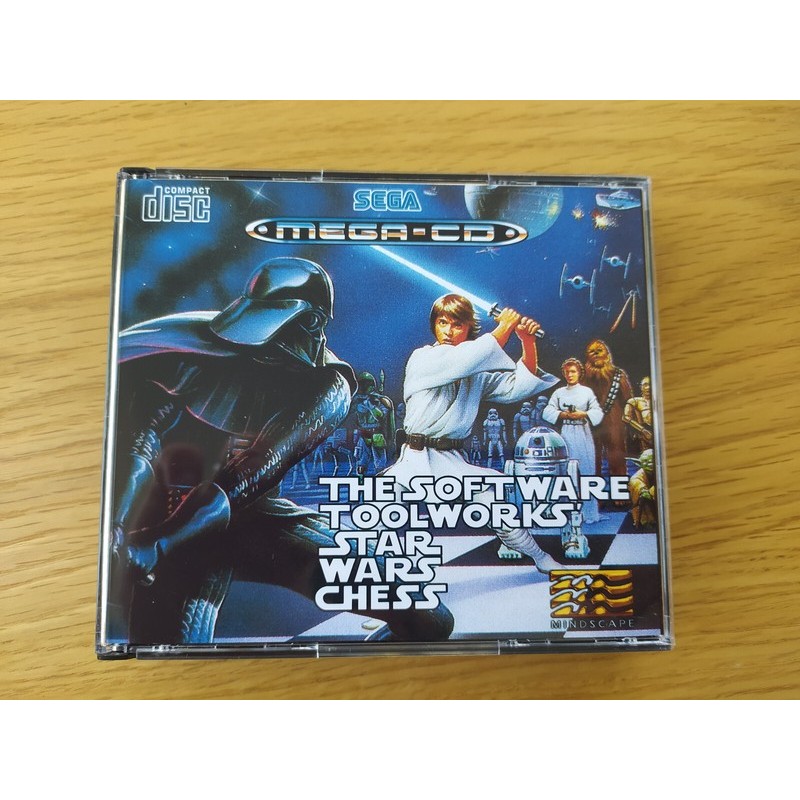 COMPACT
disc
SEGA
MEGA-CD
THE SOFTWARE
TOOLWORKS'
STAR
WARS
CHESS
MINDSCAPE